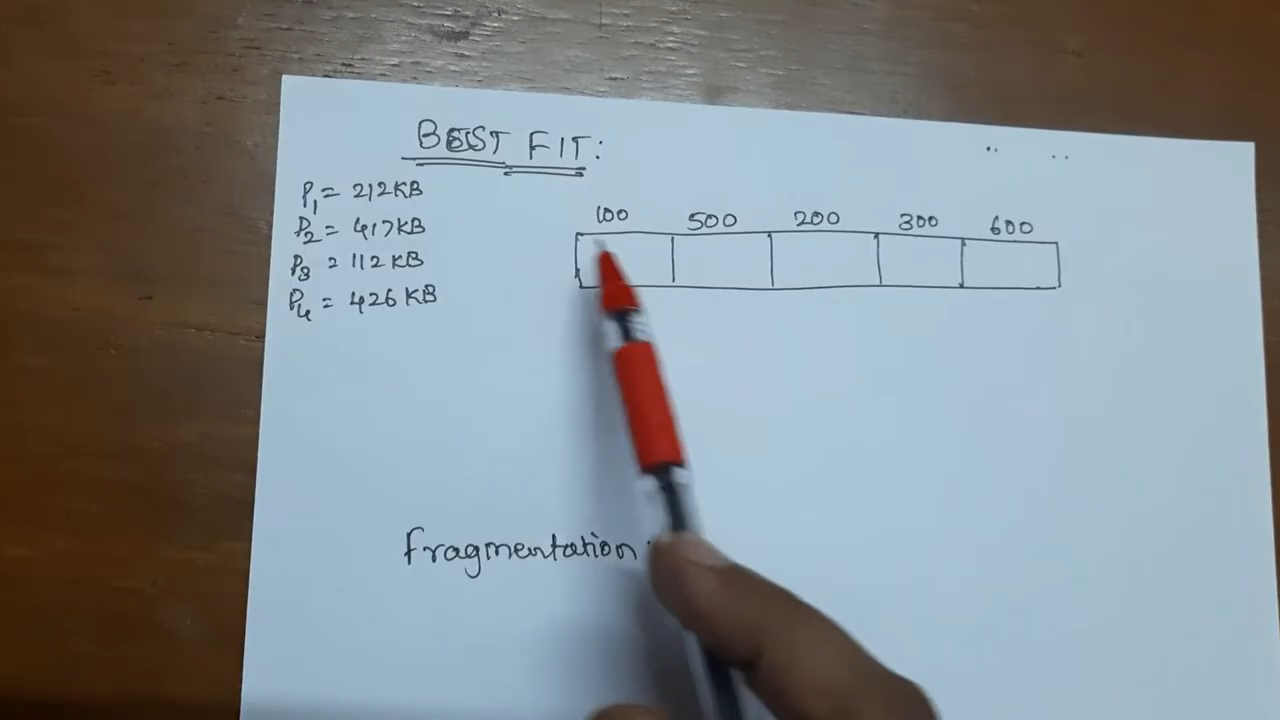 BEST FIT:
P1 = 212KB
P2 = 417KB
P3 = 112KB
P4 = 426KB
100 500 200 300 600
fragmentation: